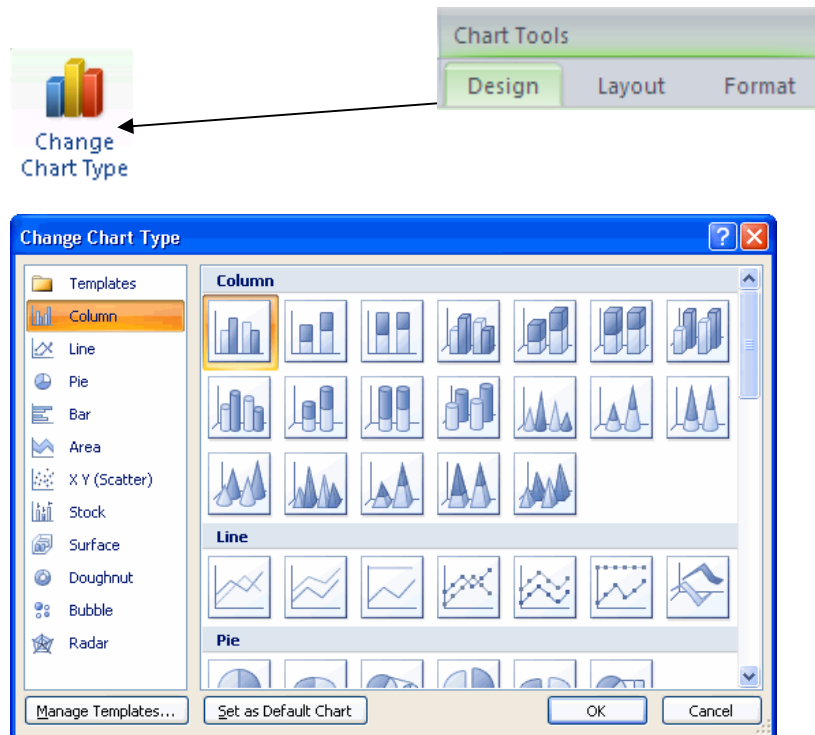 Chart Tools
Design Layout Format
Change
Chart Type
Change Chart Type
Templates
Column
Line
Pie
Bar
Area
X Y (Scatter)
Stock
Surface
Doughnut
Bubble
Radar
Column
Line
Pie
Manage Templates... Set as Default Chart OK Cancel